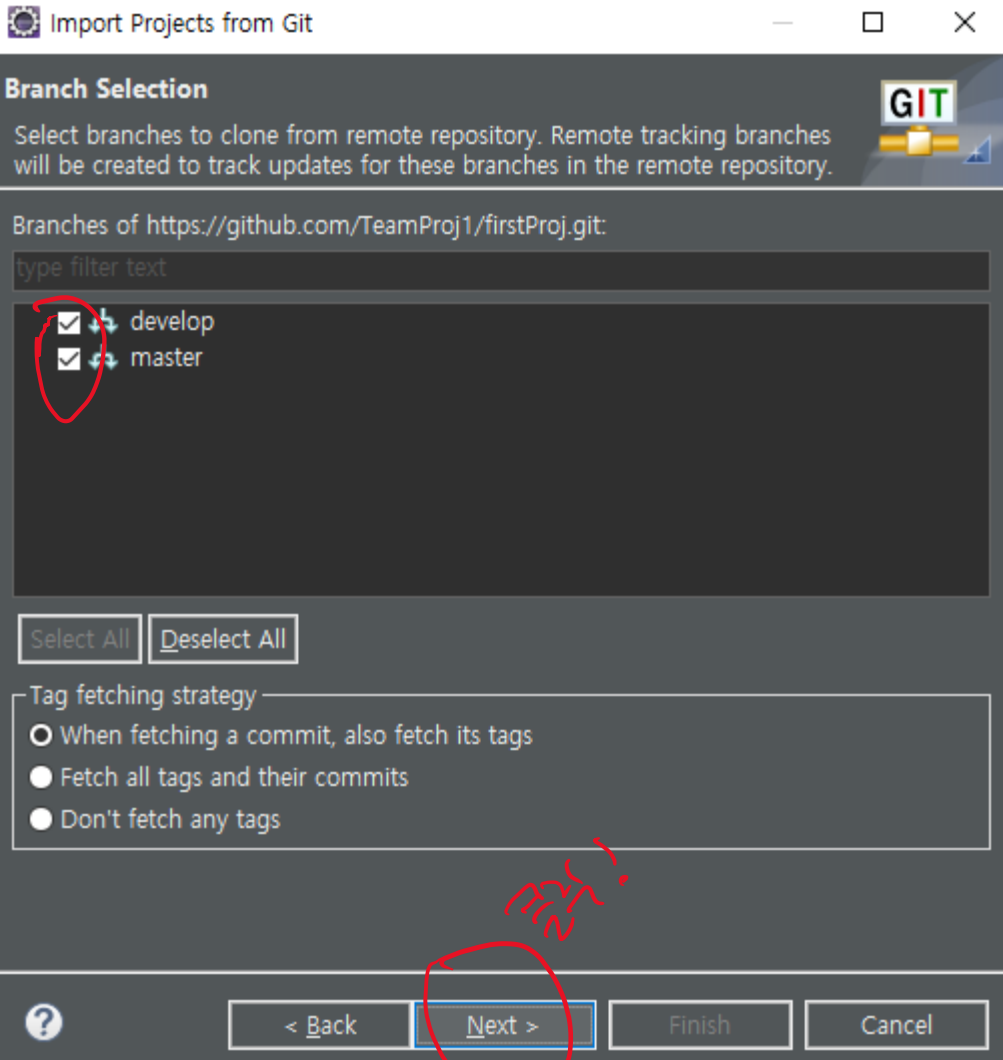 Import Projects from Git
Branch Selection
GIT
Select branches to clone from remote repository. Remote tracking branches
will be created to track updates for these branches in the remote repository.
Branches of https://github.com/TeamProj1/firstProj.git:
type filter text
develop
master
Select All Deselect All
Tag fetching strategy
When fetching a commit, also fetch its tags
Fetch all tags and their commits
Don't fetch any tags
? < Back Next > Finish Cancel